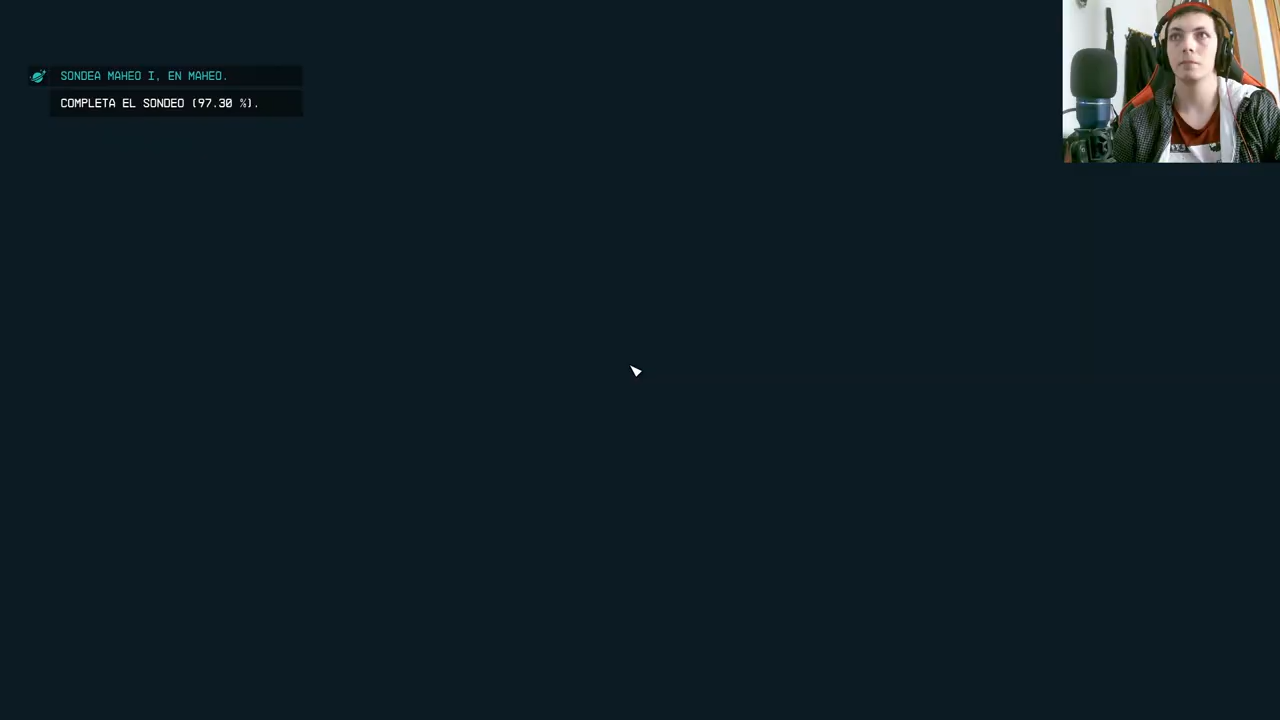 SONDEA MAHEO I, EN MAHEO.
COMPLETA EL SONDEO (97.30 %).